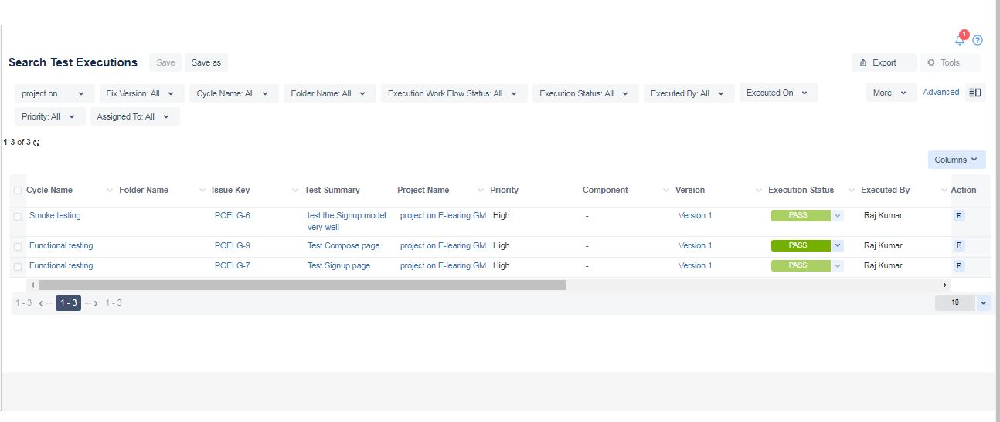 1
Search Test Executions Save Save as Export Tools
project on ... Fix Version: All Cycle Name: All Folder Name: All Execution Work Flow Status: All Execution Status: All Executed By: All Executed On More Advanced
Priority: All Assigned To: All
1-3 of 3
Columns
Cycle Name Folder Name Issue Key Test Summary Project Name Priority Component Version Execution Status Executed By Action
Smoke testing POELG-6 test the Signup model project on E-learing GM High - Version 1 PASS Raj Kumar E
very well
Functional testing POELG-9 Test Compose page project on E-learing GM High - Version 1 PASS Raj Kumar E
Functional testing POELG-7 Test Signup page project on E-learing GM High - Version 1 PASS Raj Kumar E
1 - 3 ... 1 - 3 ... 1 - 3 10